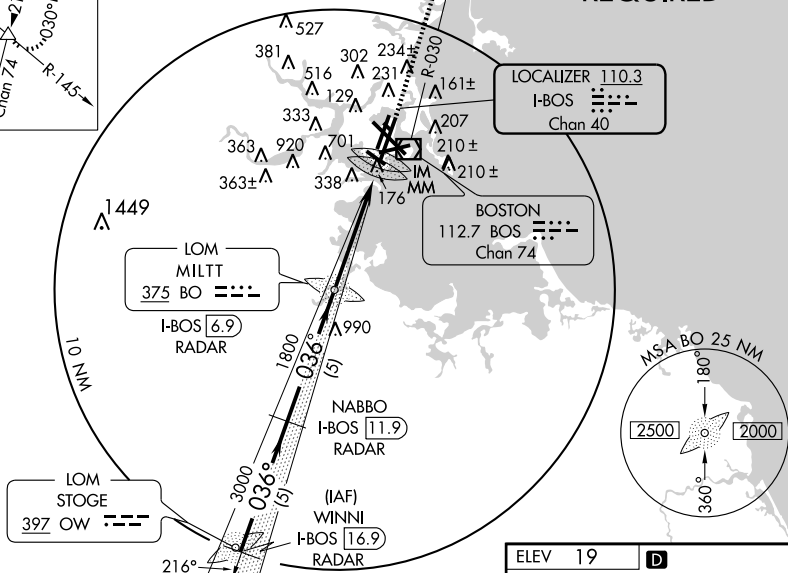 REQUIRED
21
030°
Chan 74
R-145
527
381
302
234±
516
231
129
161±
R-030
333
207
363
920
701
210 ±
363±
338
210 ±
IM
MM
176
1449
LOCALIZER 110.3
I-BOS
Chan 40
BOSTON
112.7 BOS
Chan 74
LOM
MILTT
375 BO
I-BOS 6.9
RADAR
990
1800
036°
(5)
10 NM
NABBO
I-BOS 11.9
RADAR
3000
036°
(5)
LOM
STOGE
397 OW
(IAF)
WINNI
I-BOS 16.9
RADAR
216°
MSA BO 25 NM
180°
2500
2000
360°
ELEV 19
D